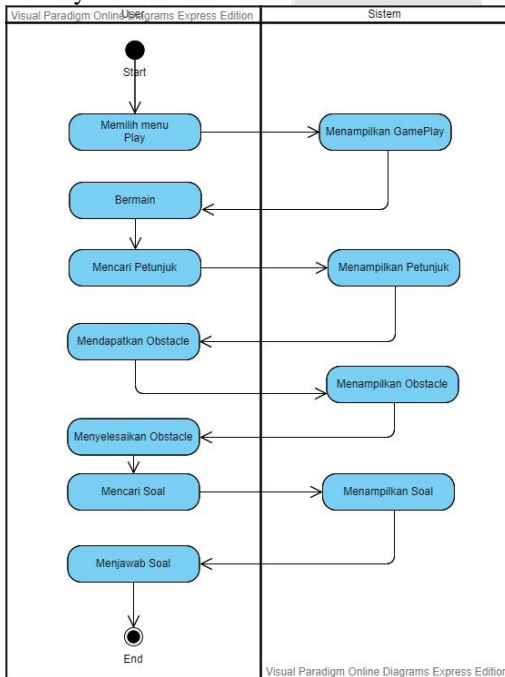 Visual Paradigm Online Diagrams Express Edition
User
Sistem
Start
Memilih menu
Play
Menampilkan GamePlay
Bermain
Mencari Petunjuk
Menampilkan Petunjuk
Mendapatkan Obstacle
Menampilkan Obstacle
Menyelesaikan Obstacle
Mencari Soal
Menampilkan Soal
Menjawab Soal
End
Visual Paradigm Online Diagrams Express Edition